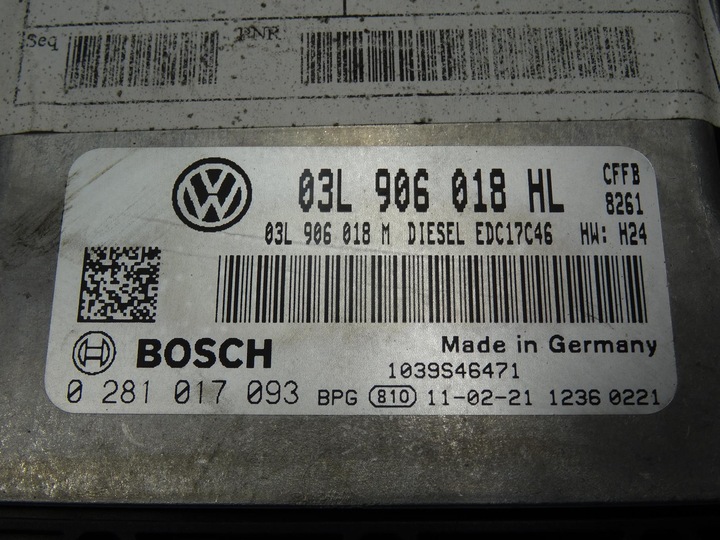 Seq PNR
03L 906 018 HL CFFB
8261
03L 906 018 M DIESEL EDC17C46 HW: H24
BOSCH Made in Germany
1039S46471
0 281 017 093 BPG 810 11-02-21 1236 0221